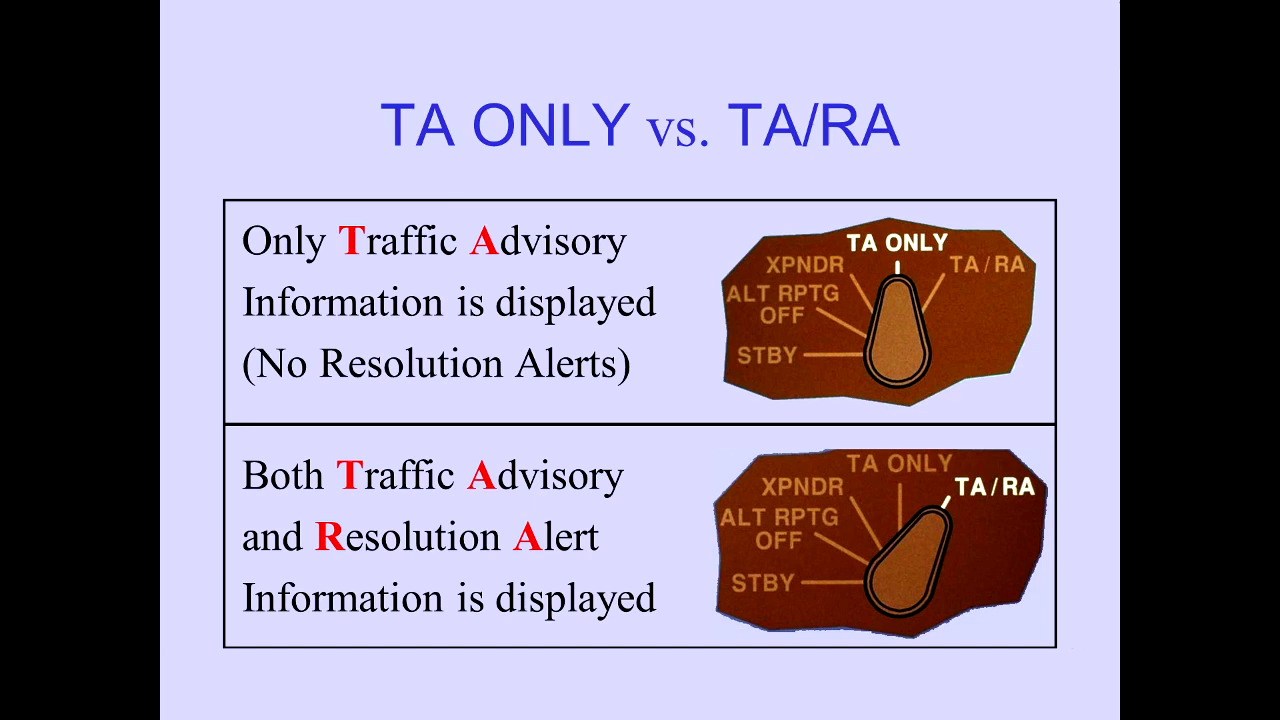 TA ONLY vs. TA/RA
Only Traffic Advisory
Information is displayed
(No Resolution Alerts)
TA ONLY
XPNDR
TA/RA
ALT RPTG
OFF
STBY
Both Traffic Advisory
and Resolution Alert
Information is displayed
TA ONLY
XPNDR
TA/RA
ALT RPTG
OFF
STBY